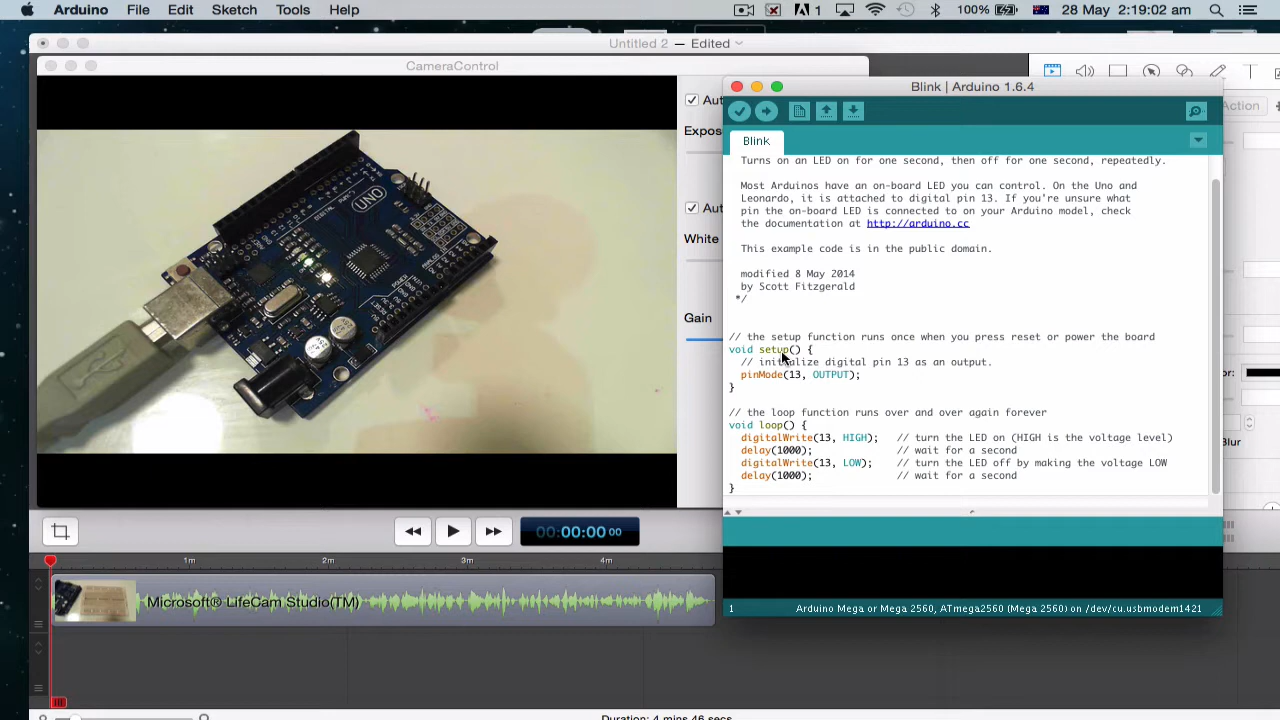 Arduino File Edit Sketch Tools Help
1 100% 28 May 2:19:02 am
Untitled 2 — Edited
CameraControl
Blink | Arduino 1.6.4
Action
Blink
Turns on an LED on for one second, then off for one second, repeatedly.
Most Arduinos have an on-board LED you can control. On the Uno and
Leonardo, it is attached to digital pin 13. If you're unsure what
pin the on-board LED is connected to on your Arduino model, check
the documentation at http://arduino.cc
This example code is in the public domain.
modified 8 May 2014
by Scott Fitzgerald
*/
// the setup function runs once when you press reset or power the board
void setup() {
// initialize digital pin 13 as an output.
pinMode(13, OUTPUT);
}
// the loop function runs over and over again forever
void loop() {
digitalWrite(13, HIGH);   // turn the LED on (HIGH is the voltage level)
delay(1000);              // wait for a second
digitalWrite(13, LOW);    // turn the LED off by making the voltage LOW
delay(1000);              // wait for a second
}
1 Arduino Mega or Mega 2560, ATmega2560 (Mega 2560) on /dev/cu.usbmodem1421
Aut
Expos
Aut
White
Gain
UNO
or:
Blur
00:00:00 00
1m 2m 3m 4m
Microsoft® LifeCam Studio(TM)
Duration: 4 mins 46 secs